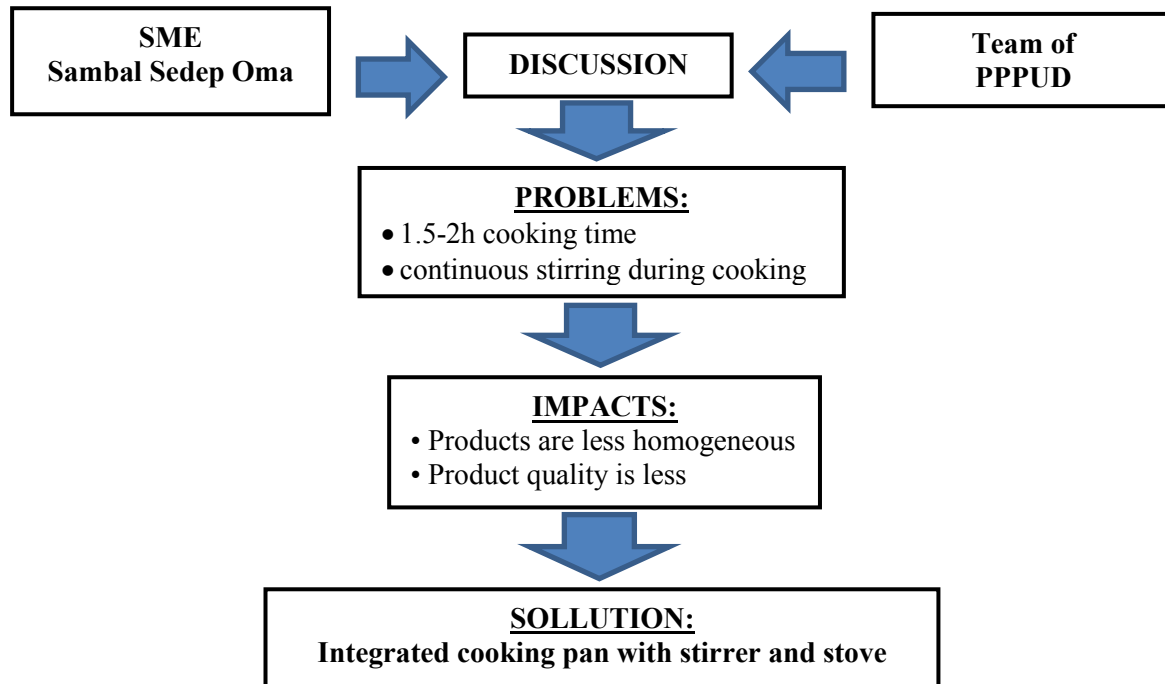 SME
Sambal Sedep Oma
DISCUSSION
Team of
PPPUD
PROBLEMS:
• 1.5-2h cooking time
• continuous stirring during cooking
IMPACTS:
• Products are less homogeneous
• Product quality is less
SOLLUTION:
Integrated cooking pan with stirrer and stove